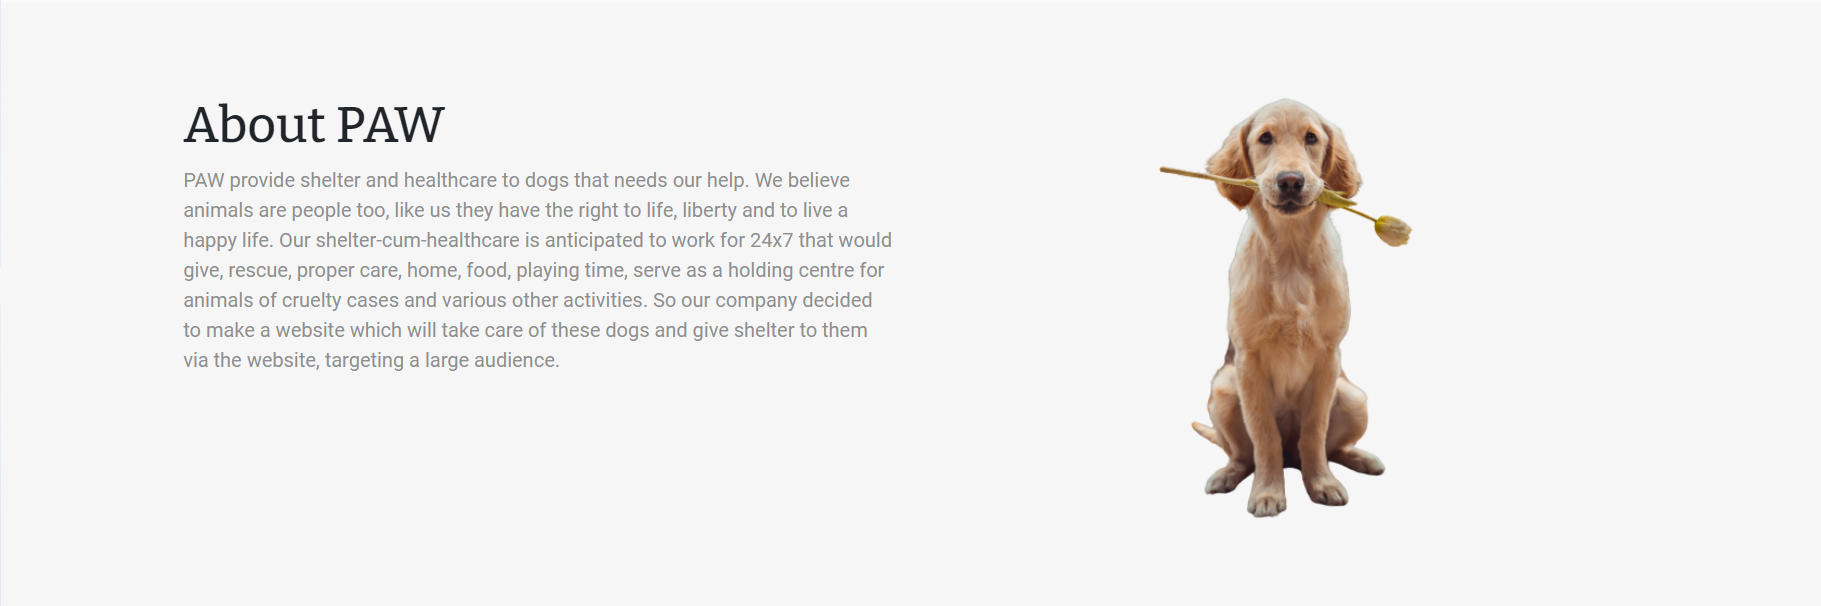 About PAW
PAW provide shelter and healthcare to dogs that needs our help. We believe
animals are people too, like us they have the right to life, liberty and to live a
happy life. Our shelter-cum-healthcare is anticipated to work for 24x7 that would
give, rescue, proper care, home, food, playing time, serve as a holding centre for
animals of cruelty cases and various other activities. So our company decided
to make a website which will take care of these dogs and give shelter to them
via the website, targeting a large audience.